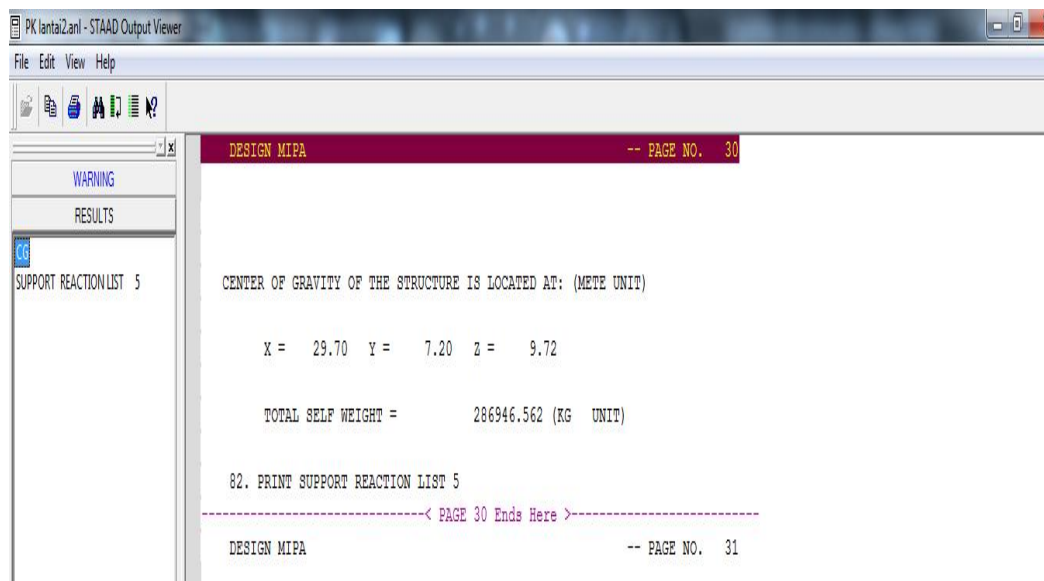 PK lantai2.anl - STAAD Output Viewer
File Edit View Help
WARNING
RESULTS
CG
SUPPORT REACTION LIST 5
DESIGN MIPA -- PAGE NO. 30
CENTER OF GRAVITY OF THE STRUCTURE IS LOCATED AT: (METE UNIT)
X = 29.70 Y = 7.20 Z = 9.72
TOTAL SELF WEIGHT = 286946.562 (KG UNIT)
82. PRINT SUPPORT REACTION LIST 5
--------------------------------< PAGE 30 Ends Here >---------------------------
DESIGN MIPA -- PAGE NO. 31